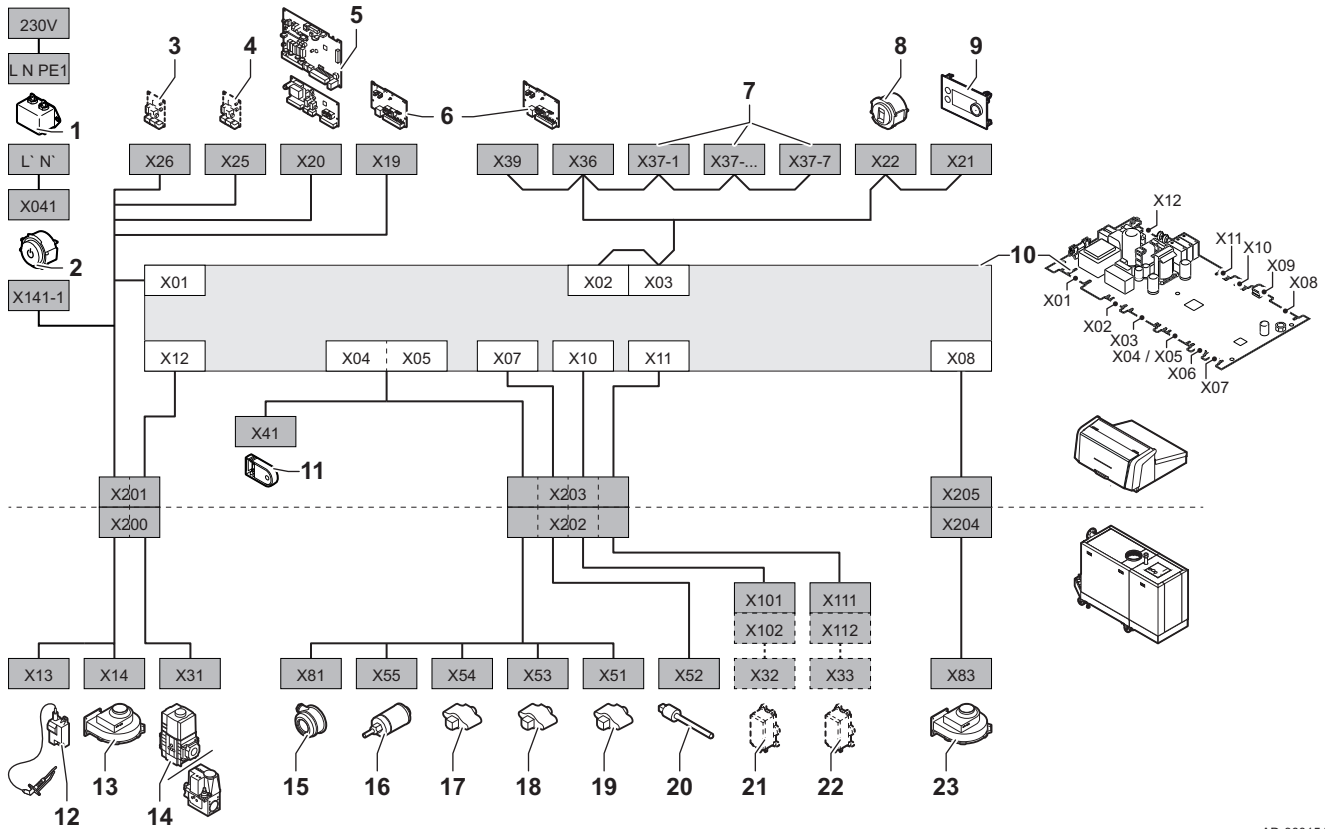 230V
L N PE1
1
L` N`
X041
2
X141-1
3
4
5
6
7
8
9
X26
X25
X20
X19
X39
X36
X37-1
X37-...
X37-7
X22
X21
X01
X02
X03
10
X12
X04
X05
X07
X10
X11
X08
X12
X11
X10
X09
X08
X01
X02
X03
X04 / X05
X06
X07
X41
11
X201
X200
X203
X202
X205
X204
X101
X102
X111
X112
X13
X14
X31
X81
X55
X54
X53
X51
X52
X32
X33
X83
12
13
14
15
16
17
18
19
20
21
22
23